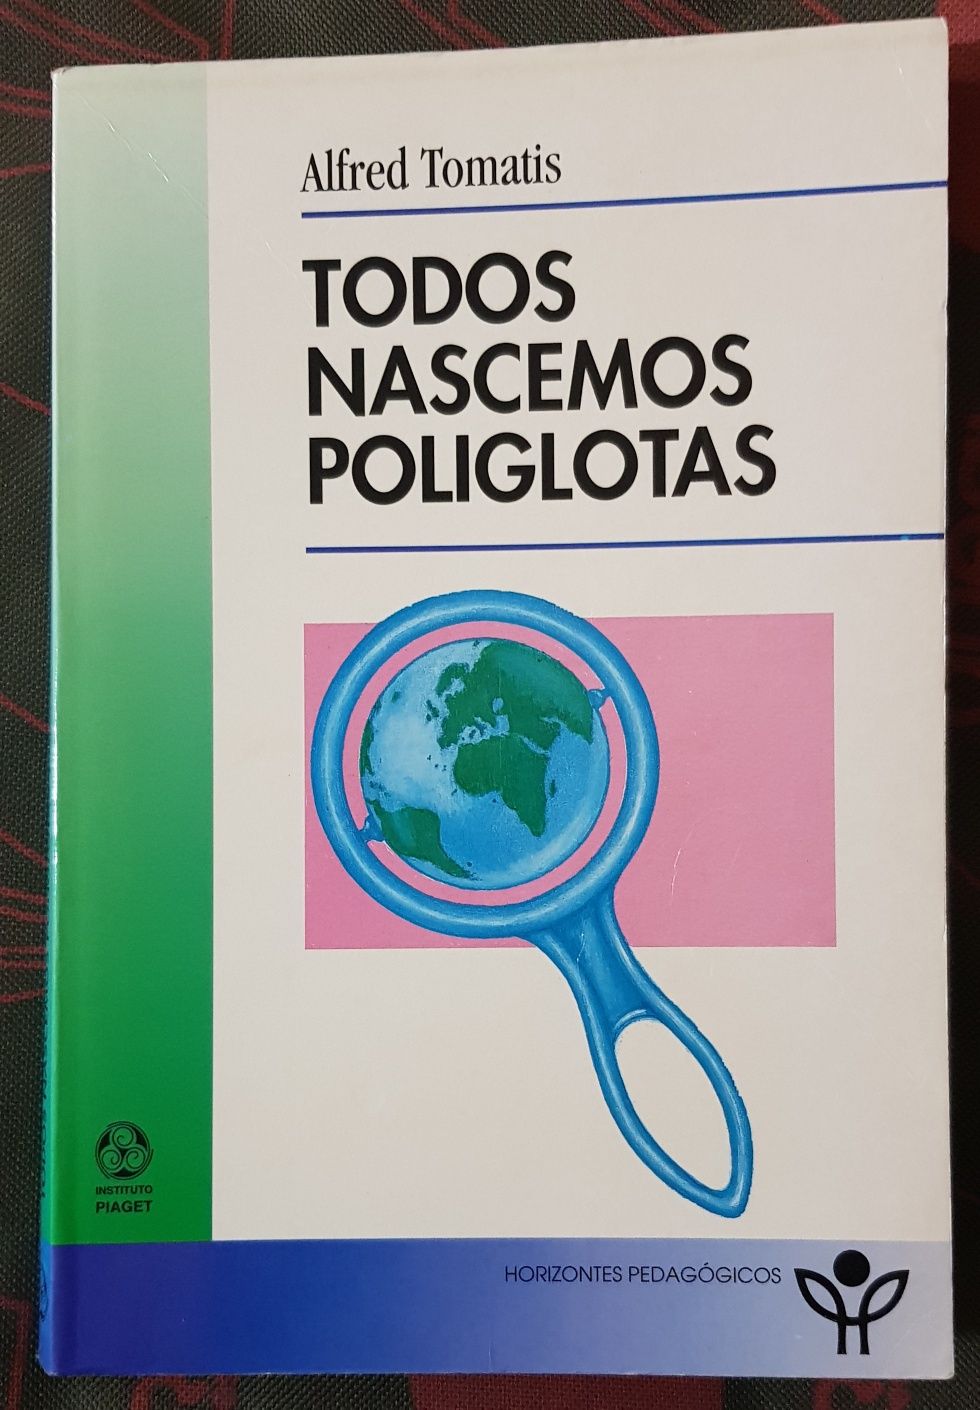 Alfred Tomatis
TODOS
NASCEMOS
POLIGLOTAS
INSTITUTO
PIAGET
HORIZONTES PEDAGÓGICOS